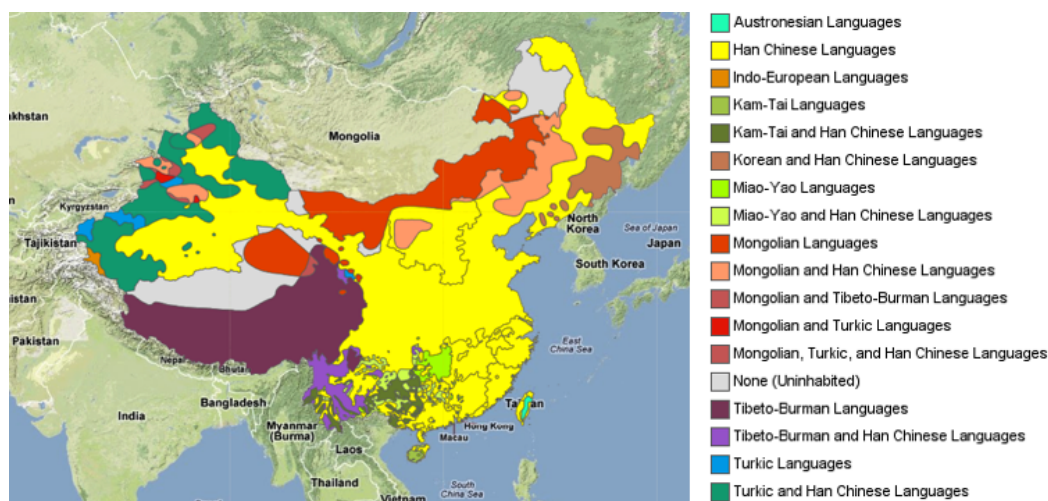 akhstan
Mongolia
Kyrgyzstan
Tajikistan
North
Korea
Sea of Japan
Japan
South Korea
Pakistan
East
China Sea
Nepal
Bhutan
Taiwan
Bangladesh
India
Myanmar
(Burma)
Hong Kong
Macau
Laos
Thailand
South
China Sea
Vietnam
Austronesian Languages
Han Chinese Languages
Indo-European Languages
Kam-Tai Languages
Kam-Tai and Han Chinese Languages
Korean and Han Chinese Languages
Miao-Yao Languages
Miao-Yao and Han Chinese Languages
Mongolian Languages
Mongolian and Han Chinese Languages
Mongolian and Tibeto-Burman Languages
Mongolian and Turkic Languages
Mongolian, Turkic, and Han Chinese Languages
None (Uninhabited)
Tibeto-Burman Languages
Tibeto-Burman and Han Chinese Languages
Turkic Languages
Turkic and Han Chinese Languages